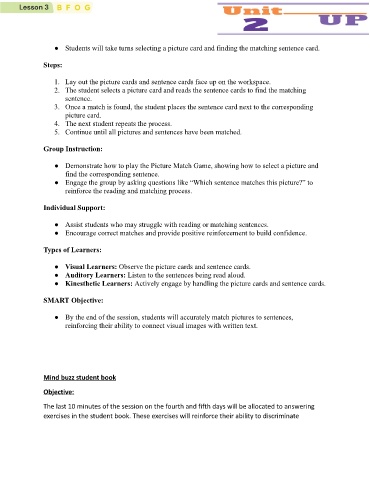 Lesson 3 B F O G
Unit 2 UP
● Students will take turns selecting a picture card and finding the matching sentence card.
Steps:
1. Lay out the picture cards and sentence cards face up on the workspace.
2. The student selects a picture card and reads the sentence cards to find the matching
sentence.
3. Once a match is found, the student places the sentence card next to the corresponding
picture card.
4. The next student repeats the process.
5. Continue until all pictures and sentences have been matched.
Group Instruction:
● Demonstrate how to play the Picture Match Game, showing how to select a picture and
find the corresponding sentence.
● Engage the group by asking questions like “Which sentence matches this picture?” to
reinforce the reading and matching process.
Individual Support:
● Assist students who may struggle with reading or matching sentences.
● Encourage correct matches and provide positive reinforcement to build confidence.
Types of Learners:
● Visual Learners: Observe the picture cards and sentence cards.
● Auditory Learners: Listen to the sentences being read aloud.
● Kinesthetic Learners: Actively engage by handling the picture cards and sentence cards.
SMART Objective:
● By the end of the session, students will accurately match pictures to sentences,
reinforcing their ability to connect visual images with written text.
Mind buzz student book
Objective:
The last 10 minutes of the session on the fourth and fifth days will be allocated to answering
exercises in the student book. These exercises will reinforce their ability to discriminate